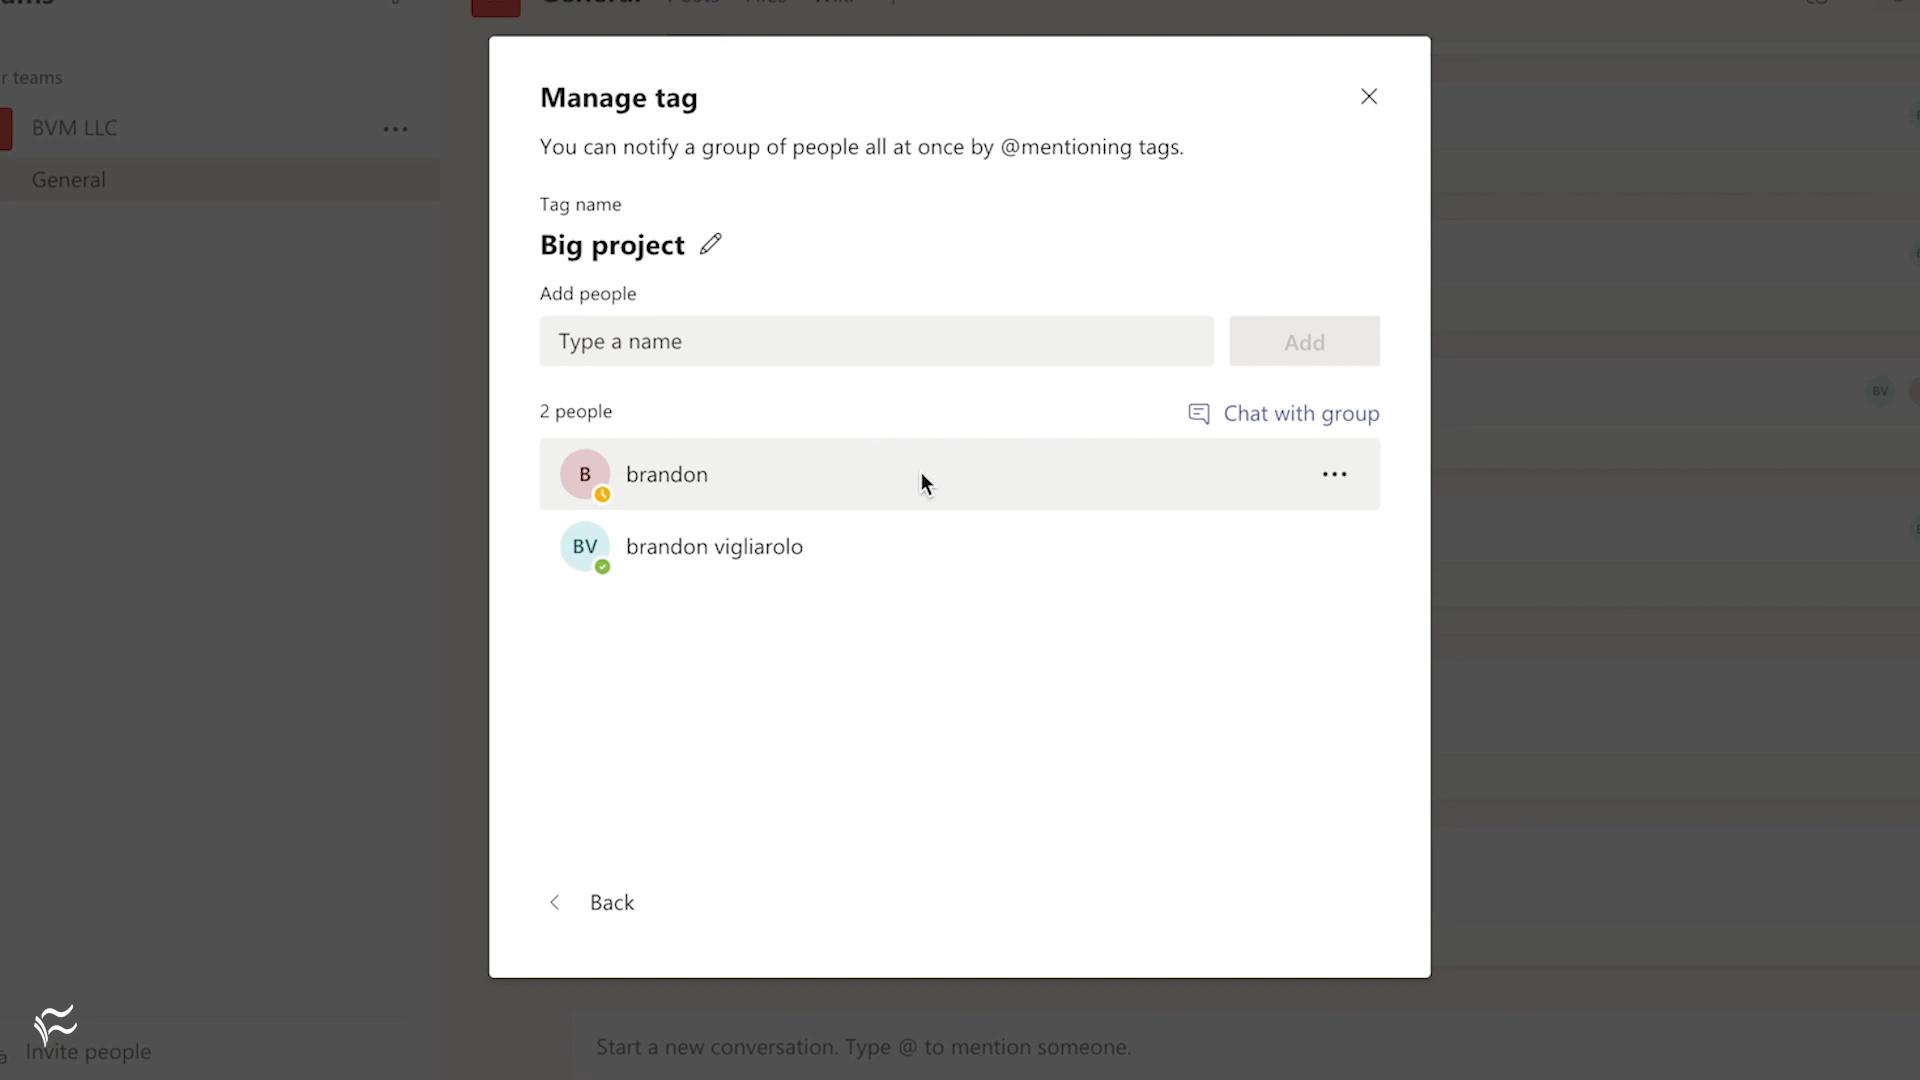 r teams
BVM LLC
General
Manage tag
You can notify a group of people all at once by @mentioning tags.
Tag name
Big project
Add people
Type a name
Add
2 people
Chat with group
B
brandon
BV
brandon vigliarolo
BV
Back
Invite people
Start a new conversation. Type @ to mention someone.